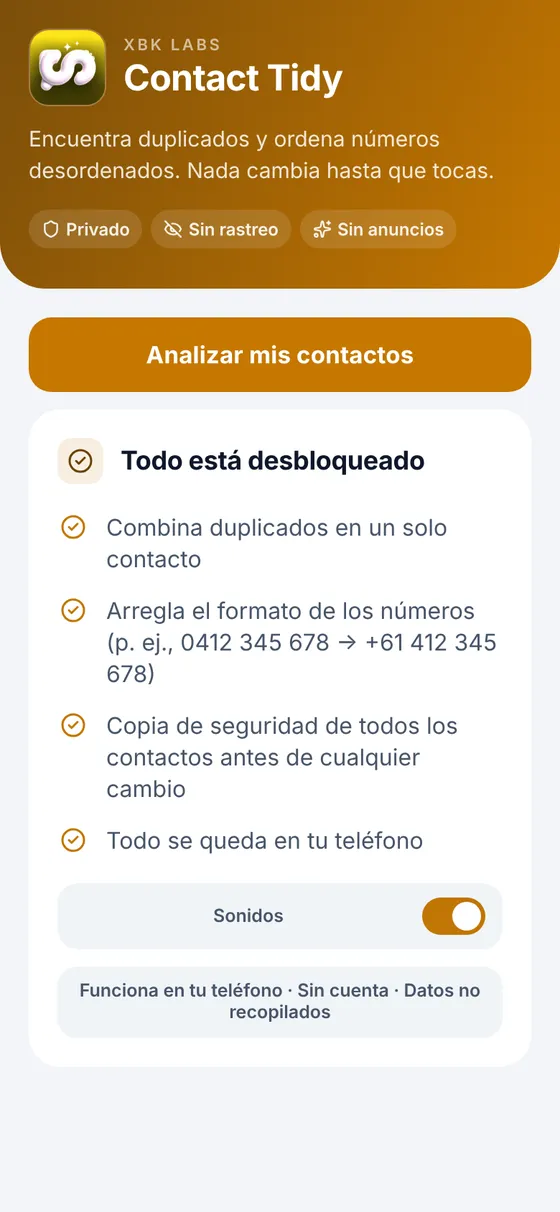 XBK LABS
Contact Tidy
Encuentra duplicados y ordena números
desordenados. Nada cambia hasta que tocas.
Privado
Sin rastreo
Sin anuncios
Analizar mis contactos
Todo está desbloqueado
Combina duplicados en un solo
contacto
Arregla el formato de los números
(p. ej., 0412 345 678 → +61 412 345
678)
Copia de seguridad de todos los
contactos antes de cualquier
cambio
Todo se queda en tu teléfono
Sonidos
Funciona en tu teléfono · Sin cuenta · Datos no
recopilados